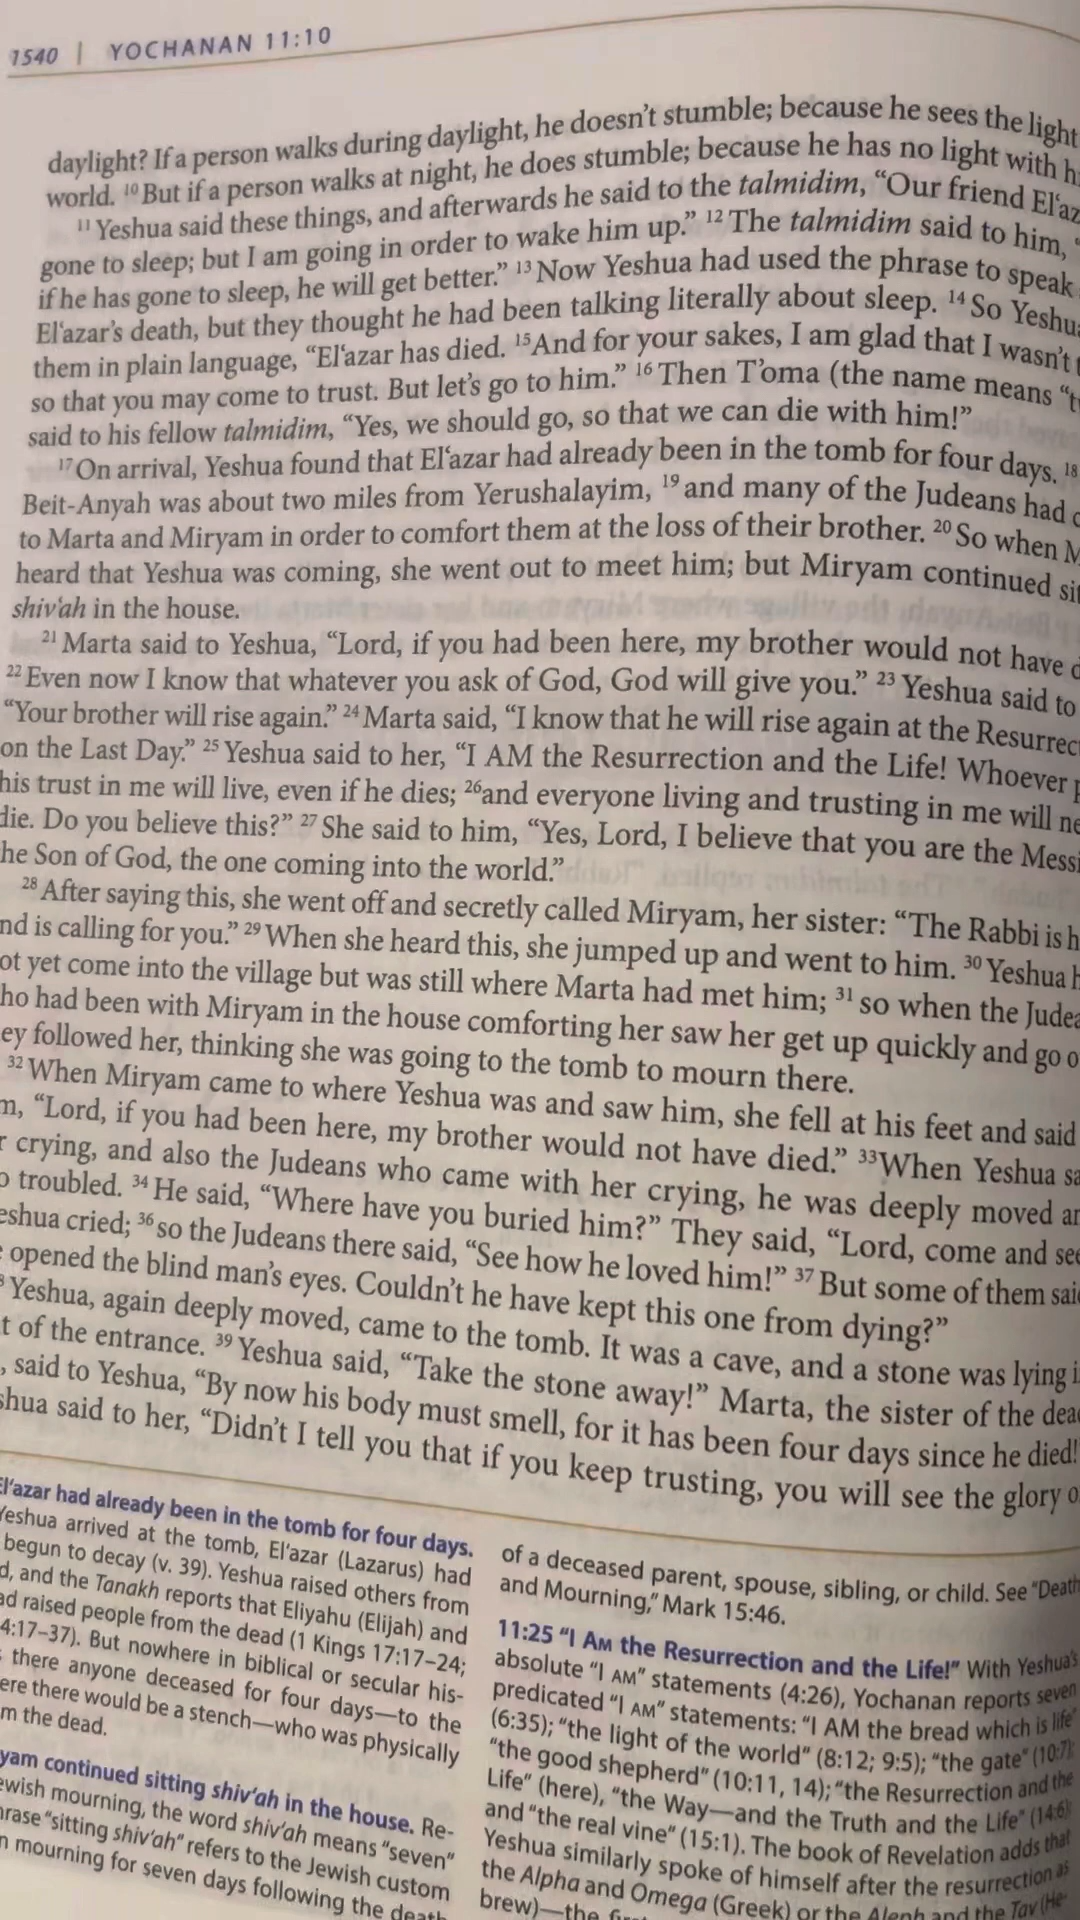 1540 | YOCHANAN 11:10
daylight? If a person walks during daylight, he doesn't stumble; because he sees the light
world. 10 But if a person walks at night, he does stumble; because he has no light with
11 Yeshua said these things, and afterwards he said to the talmidim, "Our friend El'az
gone to sleep; but I am going in order to wake him up." 12 The talmidim said to him, "
if he has gone to sleep, he will get better." 13 Now Yeshua had used the phrase to speak
El'azar's death, but they thought he had been talking literally about sleep. 14 So Yeshu
them in plain language, "El'azar has died. 15 And for your sakes, I am glad that I wasn't
so that you may come to trust. But let's go to him." 16 Then T'oma (the name means "t
said to his fellow talmidim, "Yes, we should go, so that we can die with him!"
17 On arrival, Yeshua found that El'azar had already been in the tomb for four days. 18
Beit-Anyah was about two miles from Yerushalayim, 19 and many of the Judeans had
to Marta and Miryam in order to comfort them at the loss of their brother. 20 So when M
heard that Yeshua was coming, she went out to meet him; but Miryam continued sit
shiv'ah in the house.
21 Marta said to Yeshua, "Lord, if you had been here, my brother would not have
22 Even now I know that whatever you ask of God, God will give you." 23 Yeshua said to
"Your brother will rise again." 24 Marta said, "I know that he will rise again at the Resurrec
on the Last Day." 25 Yeshua said to her, "I AM the Resurrection and the Life! Whoever p
his trust in me will live, even if he dies; 26 and everyone living and trusting in me will ne
die. Do you believe this?" 27 She said to him, "Yes, Lord, I believe that you are the Messi
he Son of God, the one coming into the world."
28 After saying this, she went off and secretly called Miryam, her sister: "The Rabbi is h
nd is calling for you." 29 When she heard this, she jumped up and went to him. 30 Yeshua h
ot yet come into the village but was still where Marta had met him; 31 so when the Judea
ho had been with Miryam in the house comforting her saw her get up quickly and go o
ey followed her, thinking she was going to the tomb to mourn there.
32 When Miryam came to where Yeshua was and saw him, she fell at his feet and said
m, "Lord, if you had been here, my brother would not have died." 33 When Yeshua sa
r crying, and also the Judeans who came with her crying, he was deeply moved an
o troubled. 34 He said, "Where have you buried him?" They said, "Lord, come and see
eshua cried; 36 so the Judeans there said, "See how he loved him!" 37 But some of them said
opened the blind man's eyes. Couldn't he have kept this one from dying?"
Yeshua, again deeply moved, came to the tomb. It was a cave, and a stone was lying i
t of the entrance. 39 Yeshua said, "Take the stone away!" Marta, the sister of the dea
, said to Yeshua, "By now his body must smell, for it has been four days since he died!
shua said to her, "Didn't I tell you that if you keep trusting, you will see the glory o
El'azar had already been in the tomb for four days.
Yeshua arrived at the tomb, El'azar (Lazarus) had
begun to decay (v. 39). Yeshua raised others from
d, and the Tanakh reports that Eliyahu (Elijah) and
ad raised people from the dead (1 Kings 17:17–24;
4:17–37). But nowhere in biblical or secular his-
there anyone deceased for four days—to the
ere there would be a stench—who was physically
m the dead.
yam continued sitting shiv'ah in the house. Re-
ewish mourning, the word shiv'ah means "seven"
hrase "sitting shiv'ah" refers to the Jewish custom
n mourning for seven days following the death
of a deceased parent, spouse, sibling, or child. See "Death
and Mourning," Mark 15:46.
11:25 "I AM the Resurrection and the Life!" With Yeshua's
absolute "I AM" statements (4:26), Yochanan reports seven
predicated "I AM" statements: "I AM the bread which is life"
(6:35); "the light of the world" (8:12; 9:5); "the gate" (10:7);
"the good shepherd" (10:11, 14); "the Resurrection and the
Life" (here), "the Way—and the Truth and the Life" (14:6)
and "the real vine" (15:1). The book of Revelation adds that
Yeshua similarly spoke of himself after the resurrection as
the Alpha and Omega (Greek) or the Aleph and the Tav (He-
brew)—the